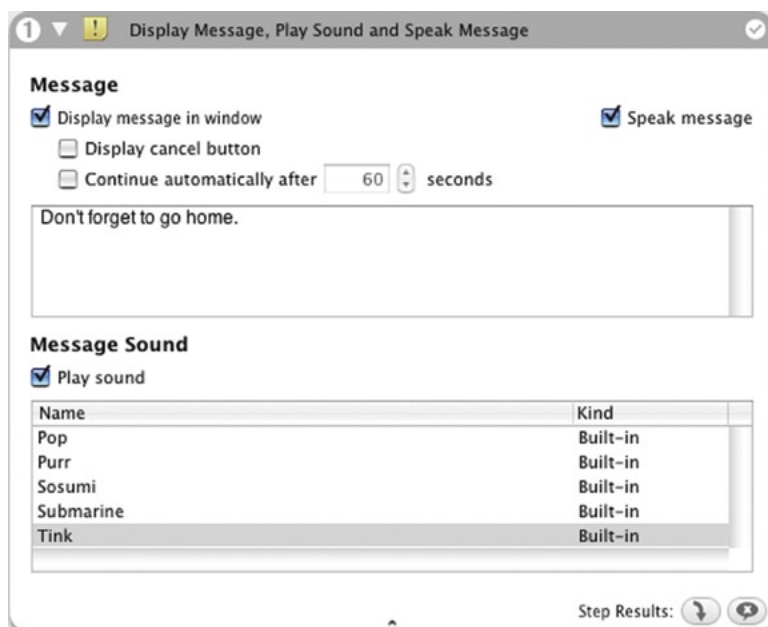 1 ! Display Message, Play Sound and Speak Message
Message
Display message in window Speak message
Display cancel button
Continue automatically after 60 seconds
Don't forget to go home.
Message Sound
Play sound
Name Kind
Pop Built-in
Purr Built-in
Sosumi Built-in
Submarine Built-in
Tink Built-in
Step Results: